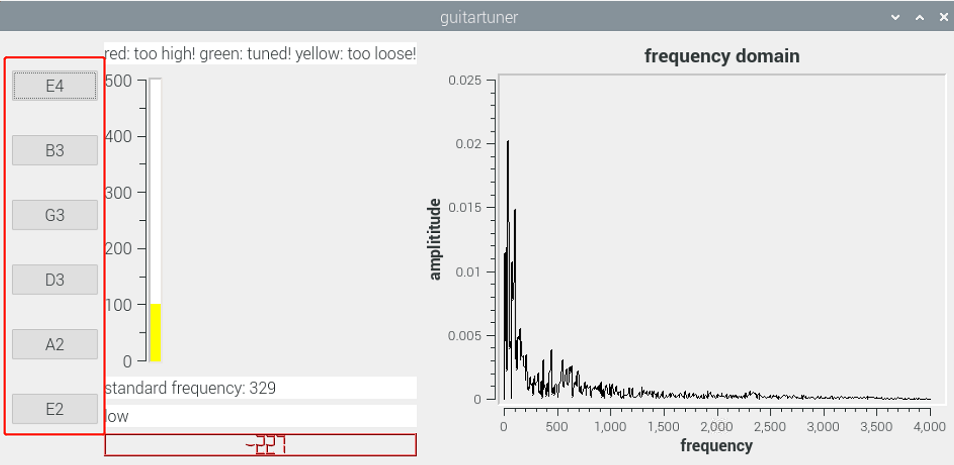 guitartuner
E4
B3
G3
D3
A2
E2
red: too high! green: tuned! yellow: too loose!
500
400
300
200
100
0
standard frequency: 329
low
-227
frequency domain
amplititude
0.025
0.02
0.015
0.01
0.005
0
0
500
1,000
1,500
2,000
2,500
3,000
3,500
4,000
frequency